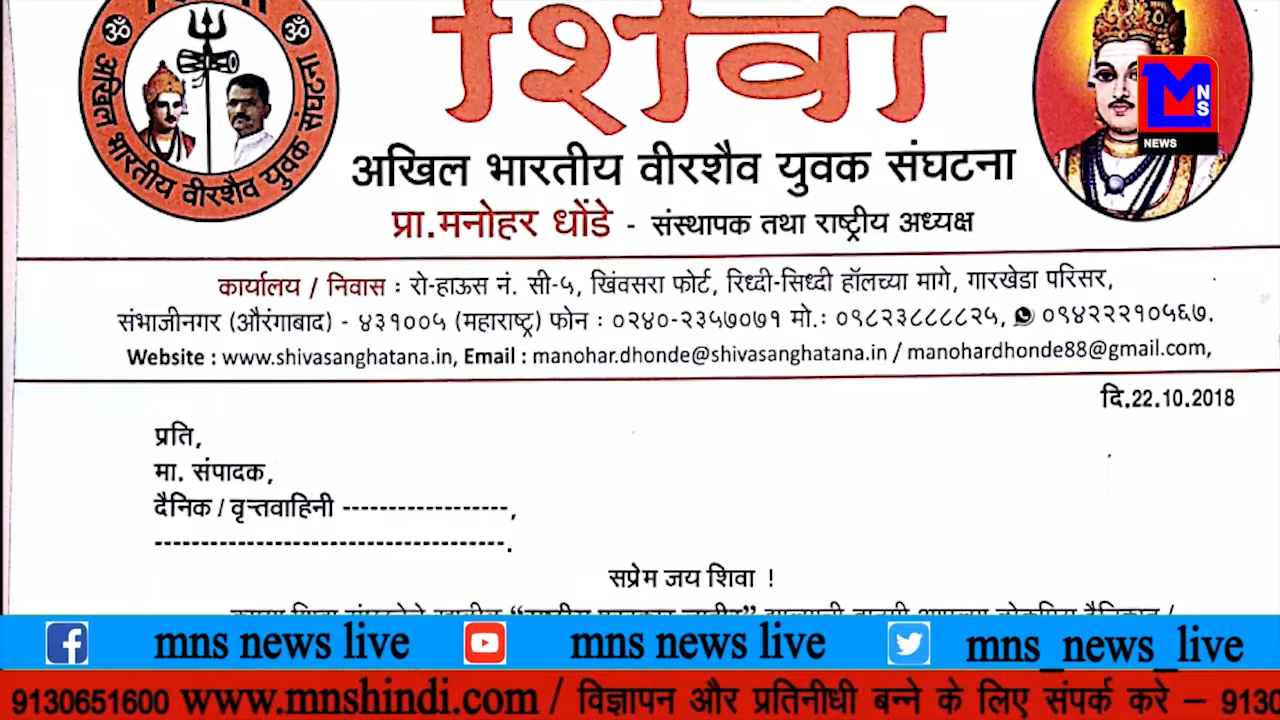 शिवा
अखिल भारतीय वीरशैव युवक संघटना
अखिल भारतीय वीरशैव युवक संघटना
प्रा.मनोहर धोंडे - संस्थापक तथा राष्ट्रीय अध्यक्ष
MNS
NEWS
कार्यालय / निवास : रो-हाऊस नं. सी-५, खिंवसरा फोर्ट, रिध्दी-सिध्दी हॉलच्या मागे, गारखेडा परिसर,
संभाजीनगर (औरंगाबाद) - ४३१००५ (महाराष्ट्र) फोन : ०२४०-२३५७०७१ मो.: ०९८२३८८८८२५, ०९४२२२१०५६७.
Website : www.shivasanghatana.in, Email : manohar.dhonde@shivasanghatana.in / manohardhonde88@gmail.com,
दि.22.10.2018
प्रति,
मा. संपादक,
दैनिक / वृत्तवाहिनी ------------------,
--------------------------------------.
सप्रेम जय शिवा !
mns news live
mns news live
mns_news_live
9130651600 www.mnshindi.com / विज्ञापन और प्रतिनीधी बन्ने के लिए संपर्क करे – 9130